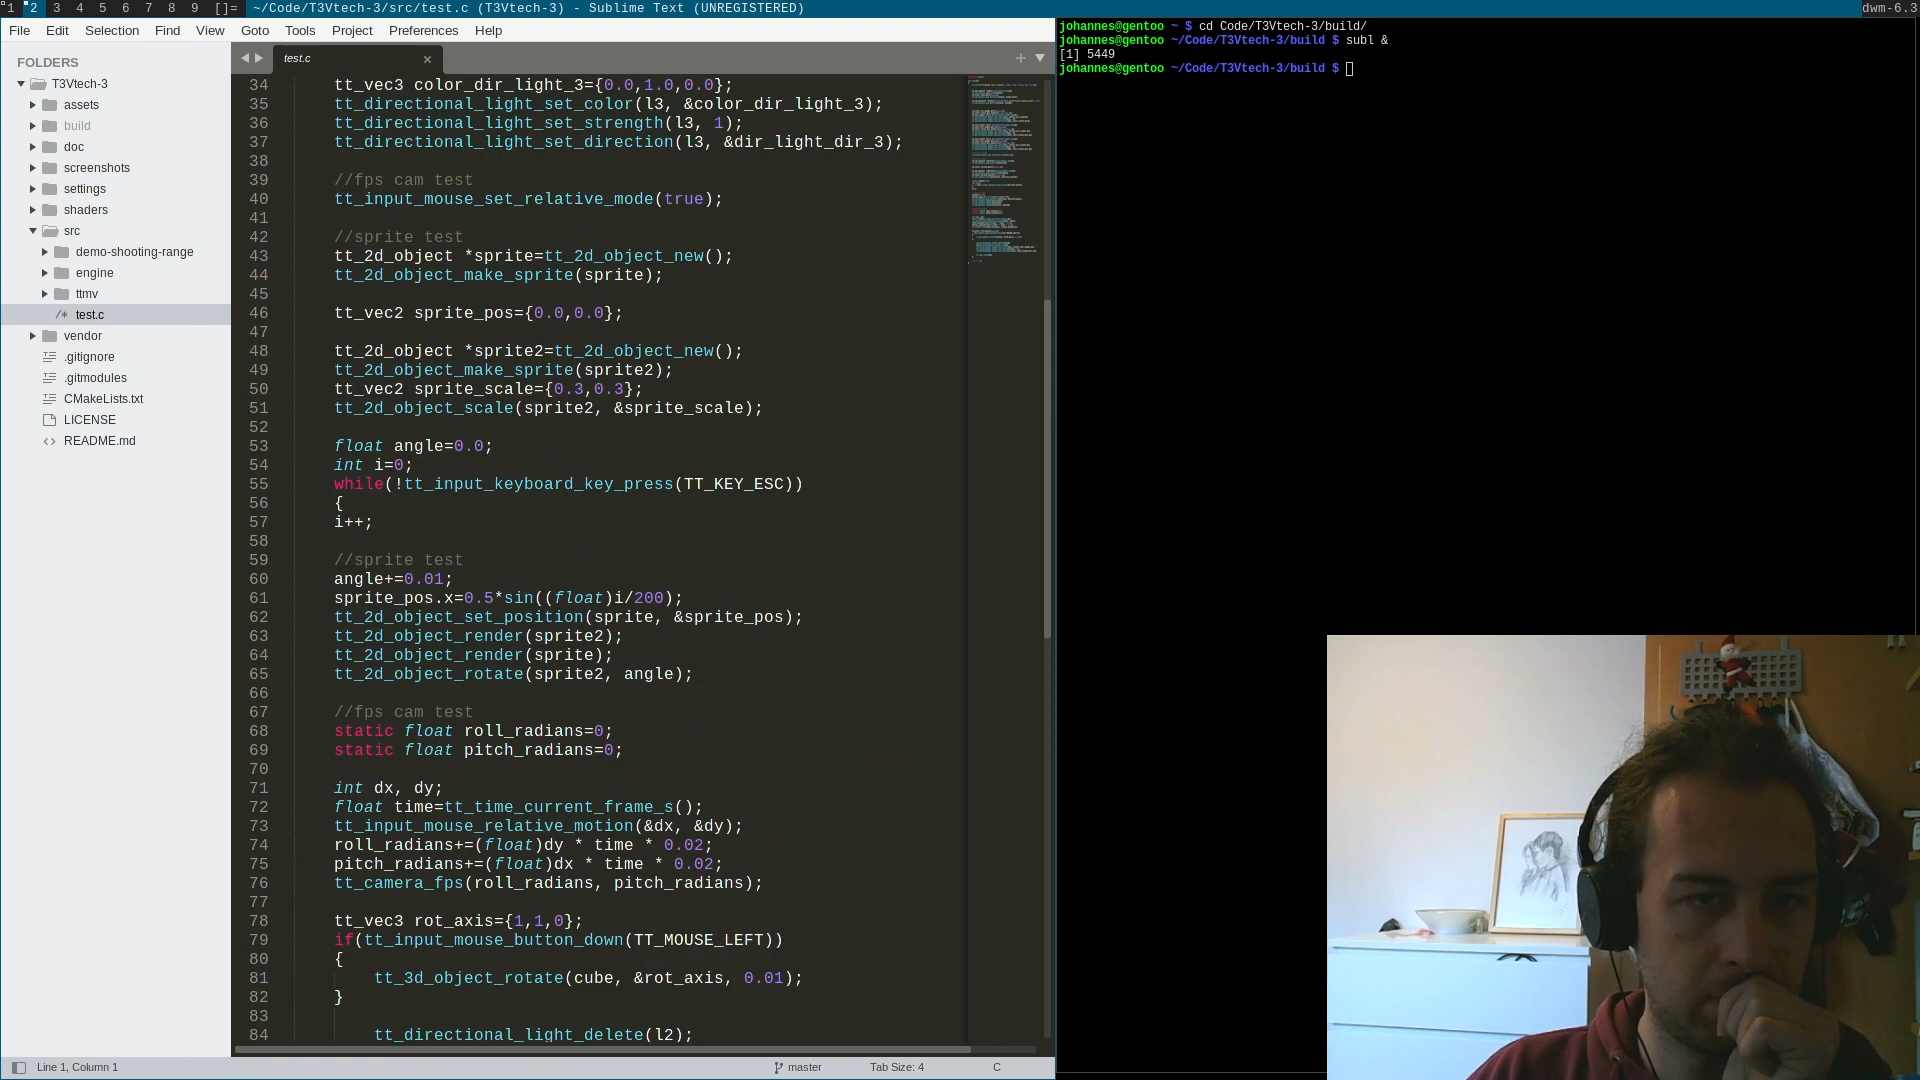 1 2 3 4 5 6 7 8 9 []= ~/Code/T3Vtech-3/src/test.c (T3Vtech-3) - Sublime Text (UNREGISTERED) dwm-6.3
File Edit Selection Find View Goto Tools Project Preferences Help
FOLDERS
T3Vtech-3
assets
build
doc
screenshots
settings
shaders
src
demo-shooting-range
engine
ttmv
/* test.c
vendor
.gitignore
.gitmodules
CMakeLists.txt
LICENSE
<> README.md
test.c ×
34 tt_vec3 color_dir_light_3={0.0,1.0,0.0};
35 tt_directional_light_set_color(l3, &color_dir_light_3);
36 tt_directional_light_set_strength(l3, 1);
37 tt_directional_light_set_direction(l3, &dir_light_dir_3);
38
39 //fps cam test
40 tt_input_mouse_set_relative_mode(true);
41
42 //sprite test
43 tt_2d_object *sprite=tt_2d_object_new();
44 tt_2d_object_make_sprite(sprite);
45
46 tt_vec2 sprite_pos={0.0,0.0};
47
48 tt_2d_object *sprite2=tt_2d_object_new();
49 tt_2d_object_make_sprite(sprite2);
50 tt_vec2 sprite_scale={0.3,0.3};
51 tt_2d_object_scale(sprite2, &sprite_scale);
52
53 float angle=0.0;
54 int i=0;
55 while(!tt_input_keyboard_key_press(TT_KEY_ESC))
56 {
57 i++;
58
59 //sprite test
60 angle+=0.01;
61 sprite_pos.x=0.5*sin((float)i/200);
62 tt_2d_object_set_position(sprite, &sprite_pos);
63 tt_2d_object_render(sprite2);
64 tt_2d_object_render(sprite);
65 tt_2d_object_rotate(sprite2, angle);
66
67 //fps cam test
68 static float roll_radians=0;
69 static float pitch_radians=0;
70
71 int dx, dy;
72 float time=tt_time_current_frame_s();
73 tt_input_mouse_relative_motion(&dx, &dy);
74 roll_radians+=(float)dy * time * 0.02;
75 pitch_radians+=(float)dx * time * 0.02;
76 tt_camera_fps(roll_radians, pitch_radians);
77
78 tt_vec3 rot_axis={1,1,0};
79 if(tt_input_mouse_button_down(TT_MOUSE_LEFT))
80 {
81 tt_3d_object_rotate(cube, &rot_axis, 0.01);
82 }
83
84 tt_directional_light_delete(l2);
Line 1, Column 1 master Tab Size: 4 C
johannes@gentoo ~ $ cd Code/T3Vtech-3/build/
johannes@gentoo ~/Code/T3Vtech-3/build $ subl &
[1] 5449
johannes@gentoo ~/Code/T3Vtech-3/build $